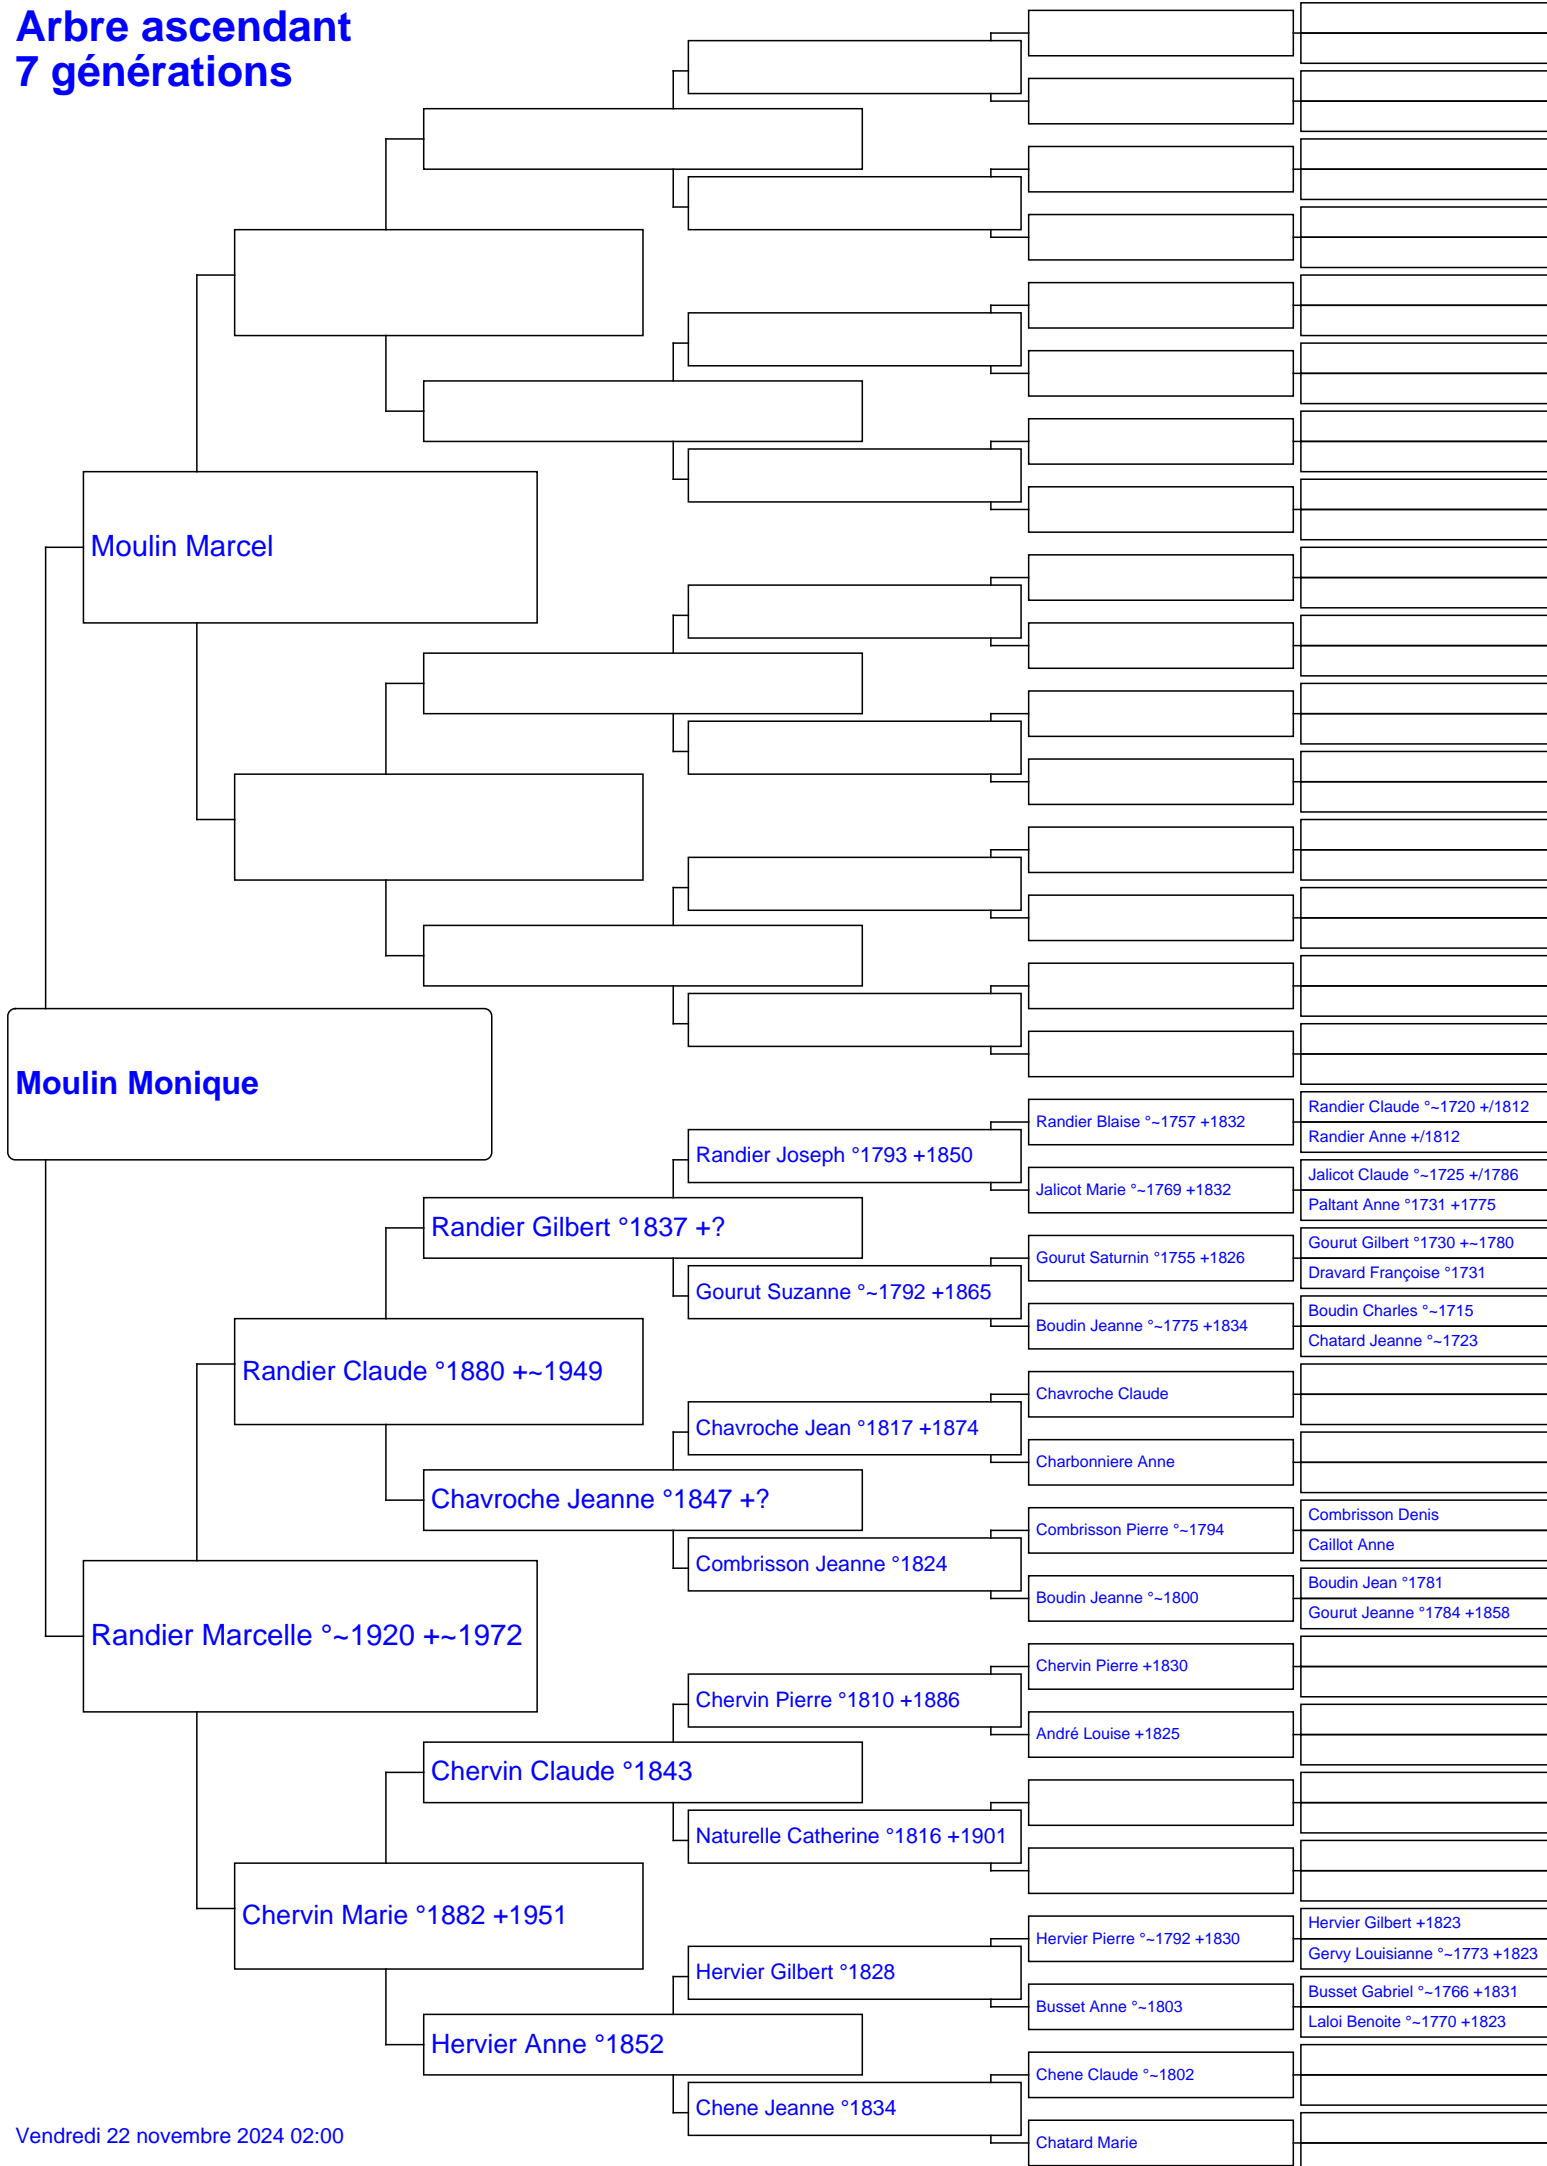 Arbre ascendant
7 générations
Moulin Marcel
Moulin Monique
Randier Claude °~1720 +/1812
Randier Blaise °~1757 +1832
Randier Anne +/1812
Randier Joseph °1793 +1850
Jalicot Claude °~1725 +/1786
Jalicot Marie °~1769 +1832
Paltant Anne °1731 +1775
Randier Gilbert °1837 +?
Gourut Gilbert °1730 +~1780
Gourut Saturnin °1755 +1826
Dravard Françoise °1731
Gourut Suzanne °~1792 +1865
Boudin Charles °~1715
Boudin Jeanne °~1775 +1834
Chatard Jeanne °~1723
Randier Claude °1880 +~1949
Chavroche Claude
Chavroche Jean °1817 +1874
Charbonniere Anne
Chavroche Jeanne °1847 +?
Combrisson Denis
Combrisson Pierre °~1794
Caillot Anne
Combrisson Jeanne °1824
Boudin Jean °1781
Boudin Jeanne °~1800
Gourut Jeanne °1784 +1858
Randier Marcelle °~1920 +~1972
Chervin Pierre +1830
Chervin Pierre °1810 +1886
André Louise +1825
Chervin Claude °1843
Naturelle Catherine °1816 +1901
Chervin Marie °1882 +1951
Hervier Gilbert +1823
Hervier Pierre °~1792 +1830
Gervy Louisianne °~1773 +1823
Hervier Gilbert °1828
Busset Gabriel °~1766 +1831
Busset Anne °~1803
Laloi Benoite °~1770 +1823
Hervier Anne °1852
Chene Claude °~1802
Chene Jeanne °1834
Chatard Marie
Vendredi 22 novembre 2024 02:00